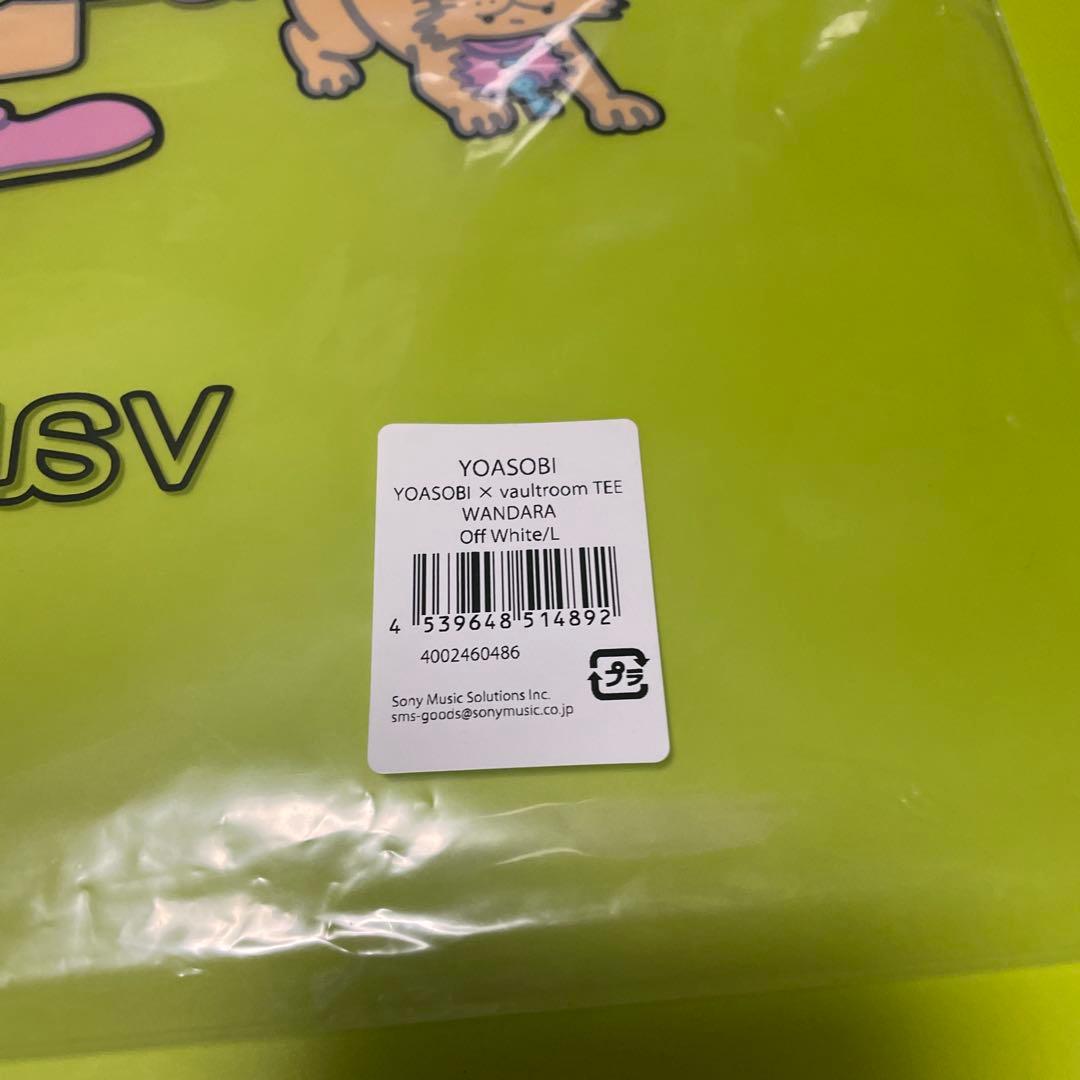 YOASOBI
YOASOBI × vaultroom TEE
WANDARA
Off White/L
4 539648 514892
4002460486
プラ
Sony Music Solutions Inc.
sms-goods@sonymusic.co.jp